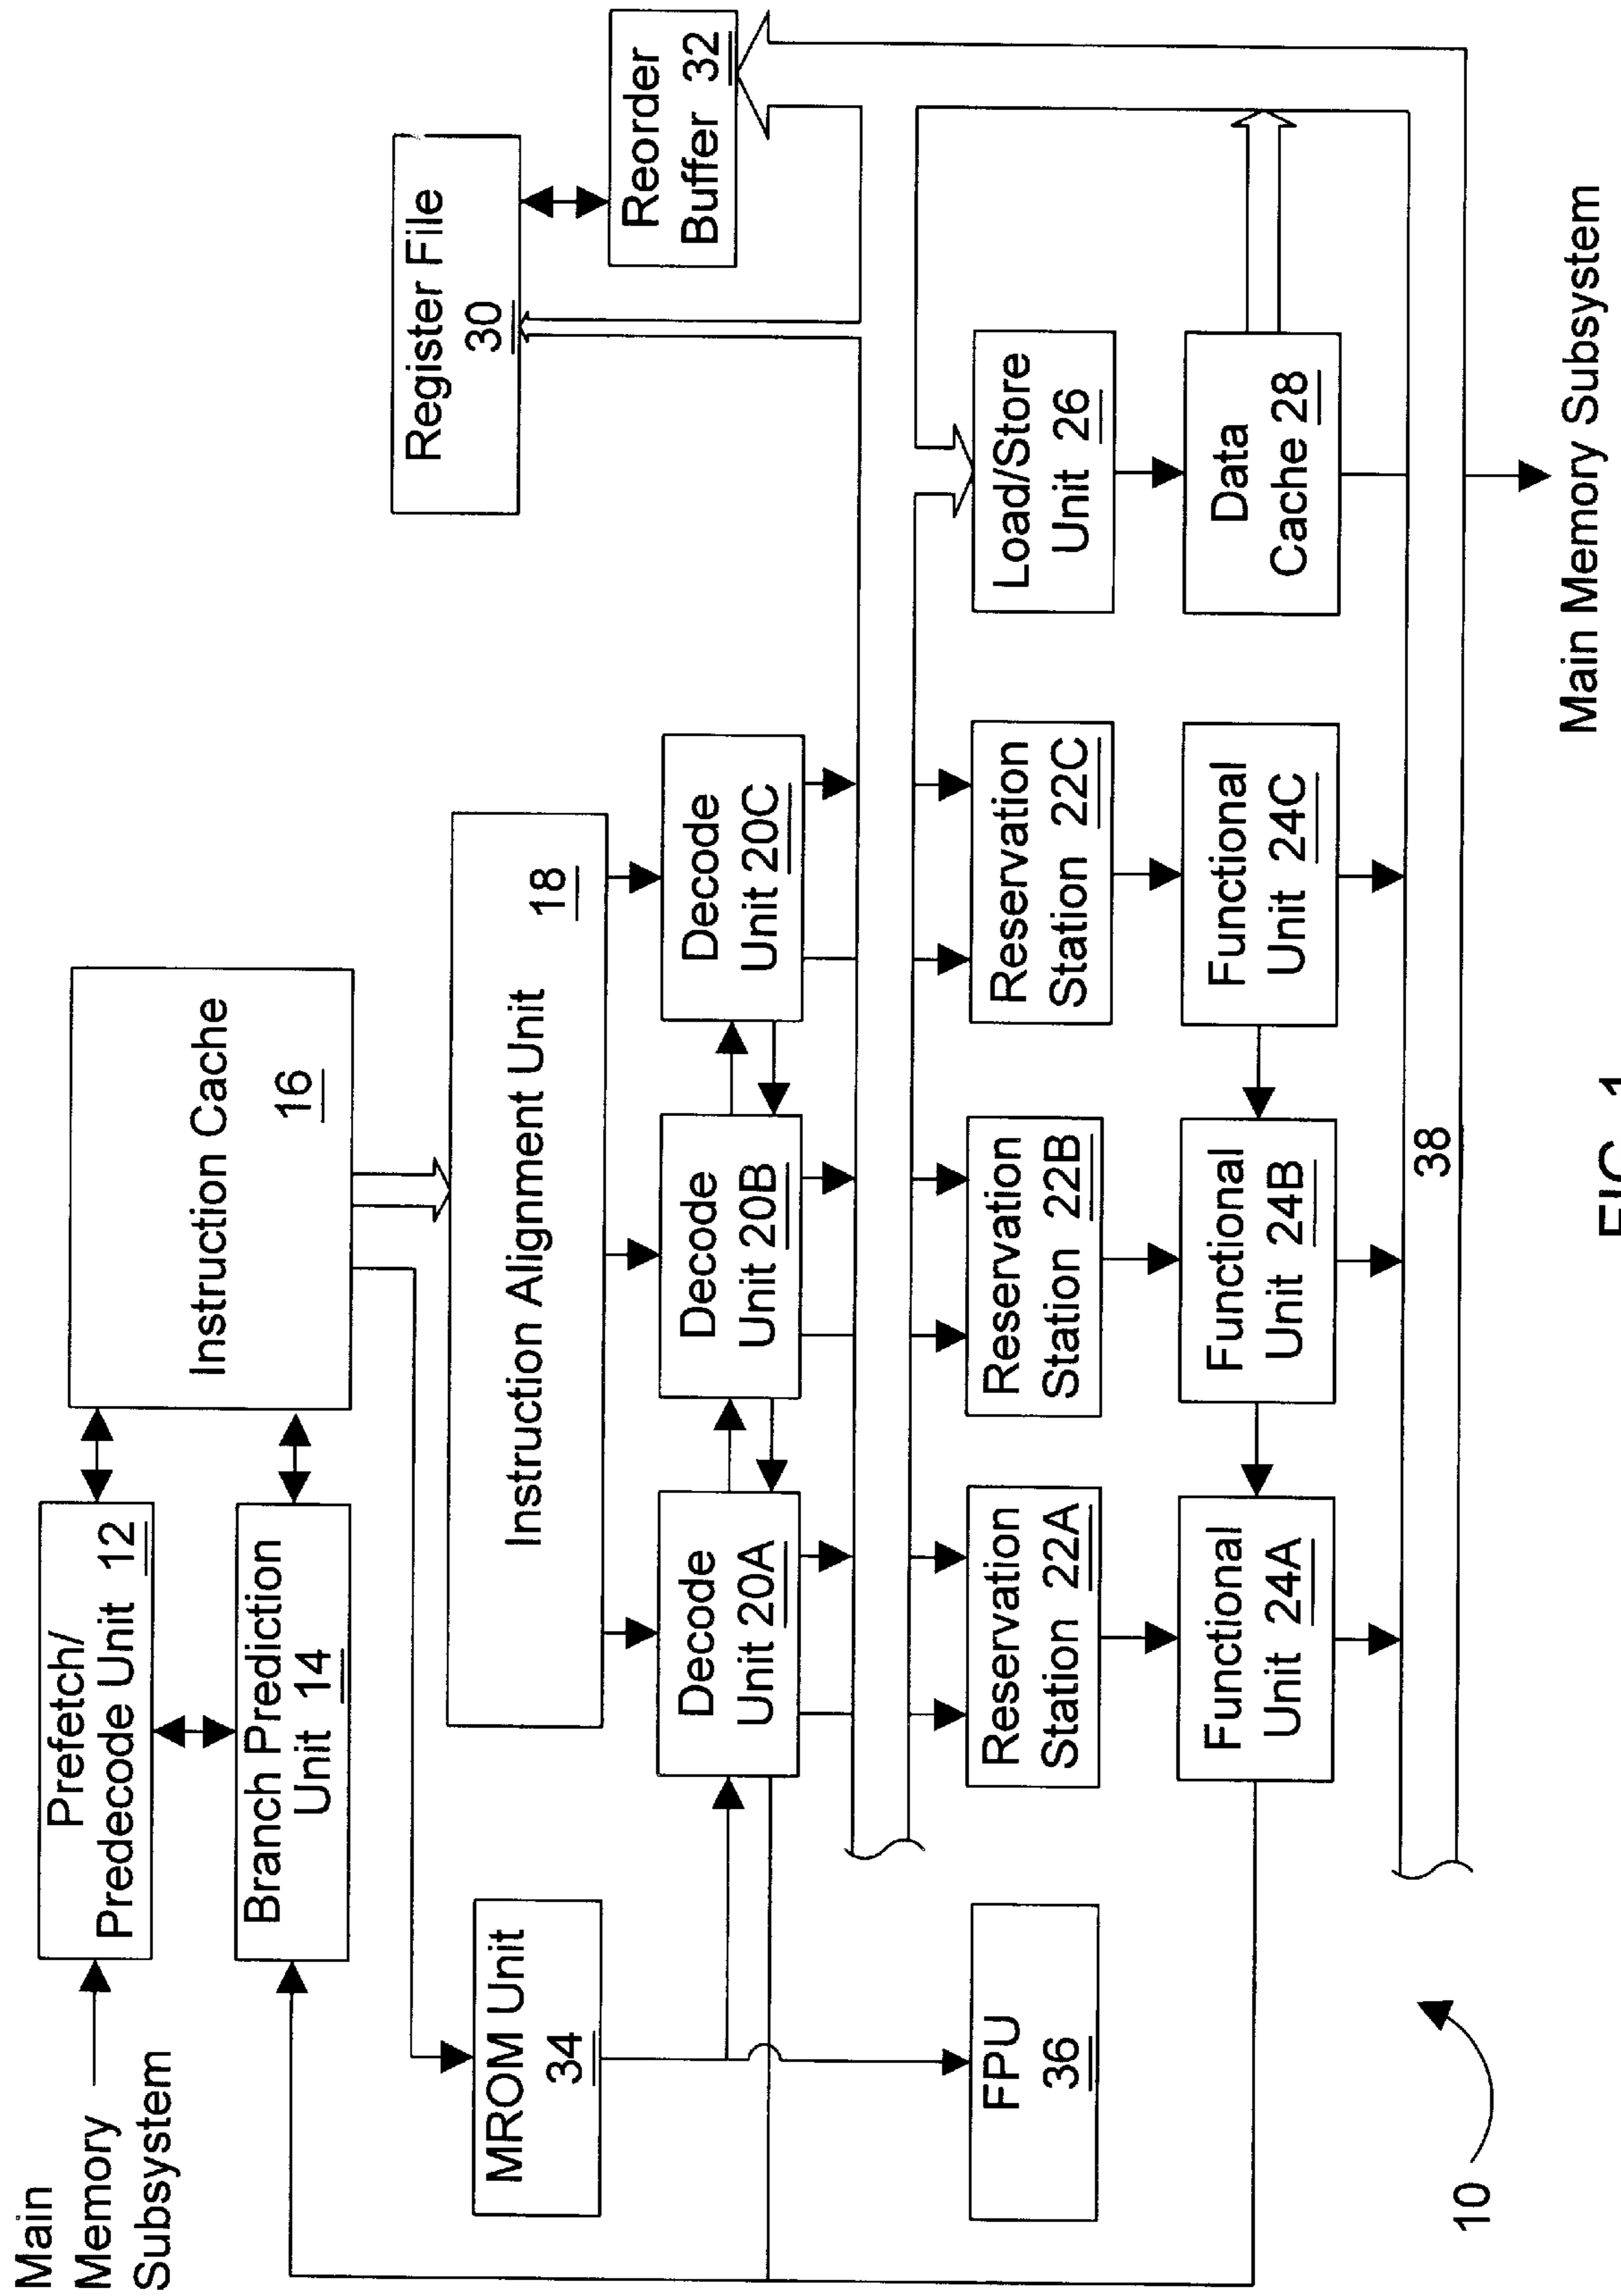 Main
Memory
Subsystem
Prefetch/
Predecode Unit 12
Branch Prediction
Unit 14
Instruction Cache
16
Register File
30
Reorder
Buffer 32
MROM Unit
34
Instruction Alignment Unit
18
Decode
Unit 20A
Decode
Unit 20B
Decode
Unit 20C
FPU
36
Reservation
Station 22A
Reservation
Station 22B
Reservation
Station 22C
Load/Store
Unit 26
Functional
Unit 24A
Functional
Unit 24B
Functional
Unit 24C
Data
Cache 28
38
10
Main Memory Subsystem
FIG. 1